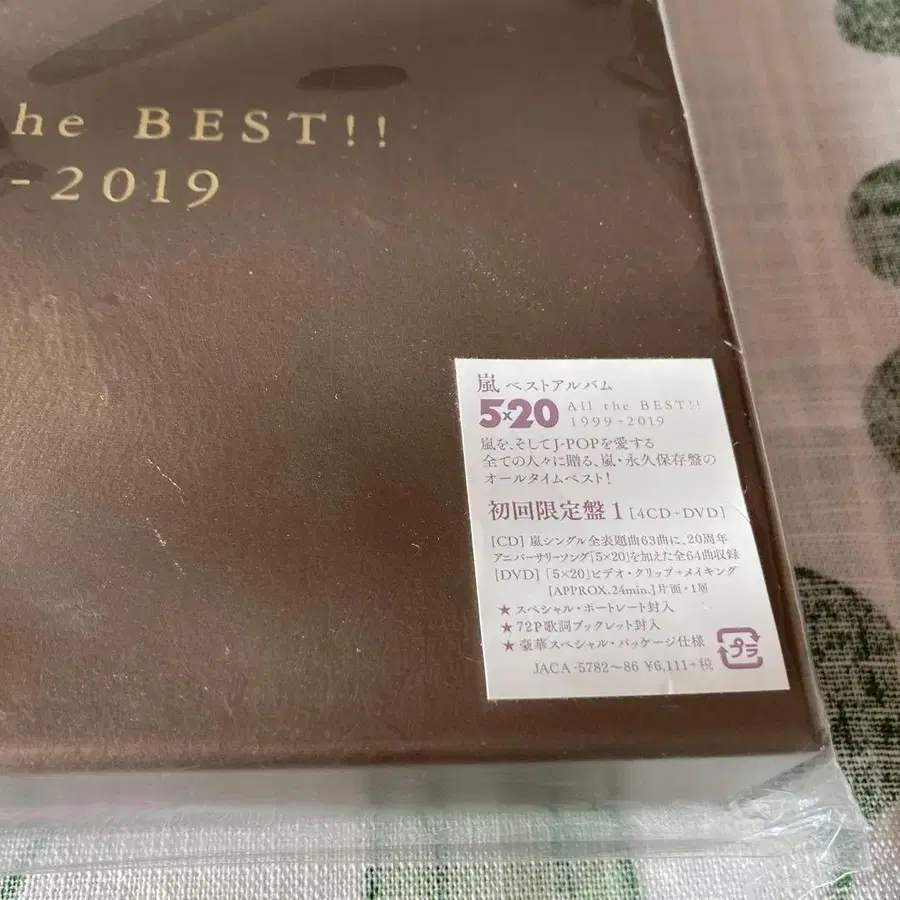 he BEST!!
-2019
嵐 ベストアルバム
5×20 All the BEST!! 1999-2019
嵐を、そしてJ-POPを愛する
全ての人々に贈る、嵐・永久保存盤の
オールタイムベスト!
初回限定盤1 [4CD+DVD]
[CD] 嵐シングル全表題曲63曲に、20周年
アニバーサリーソング「5×20」を加えた全64曲収録
[DVD] 「5×20」ビデオ・クリップ+メイキング
[APPROX.24min.]片面・1層
★スペシャル・ポートレート封入
★72P歌詞ブックレット封入
★豪華スペシャル・パッケージ仕様
プラ
JACA-5782〜86 ¥6,111+税